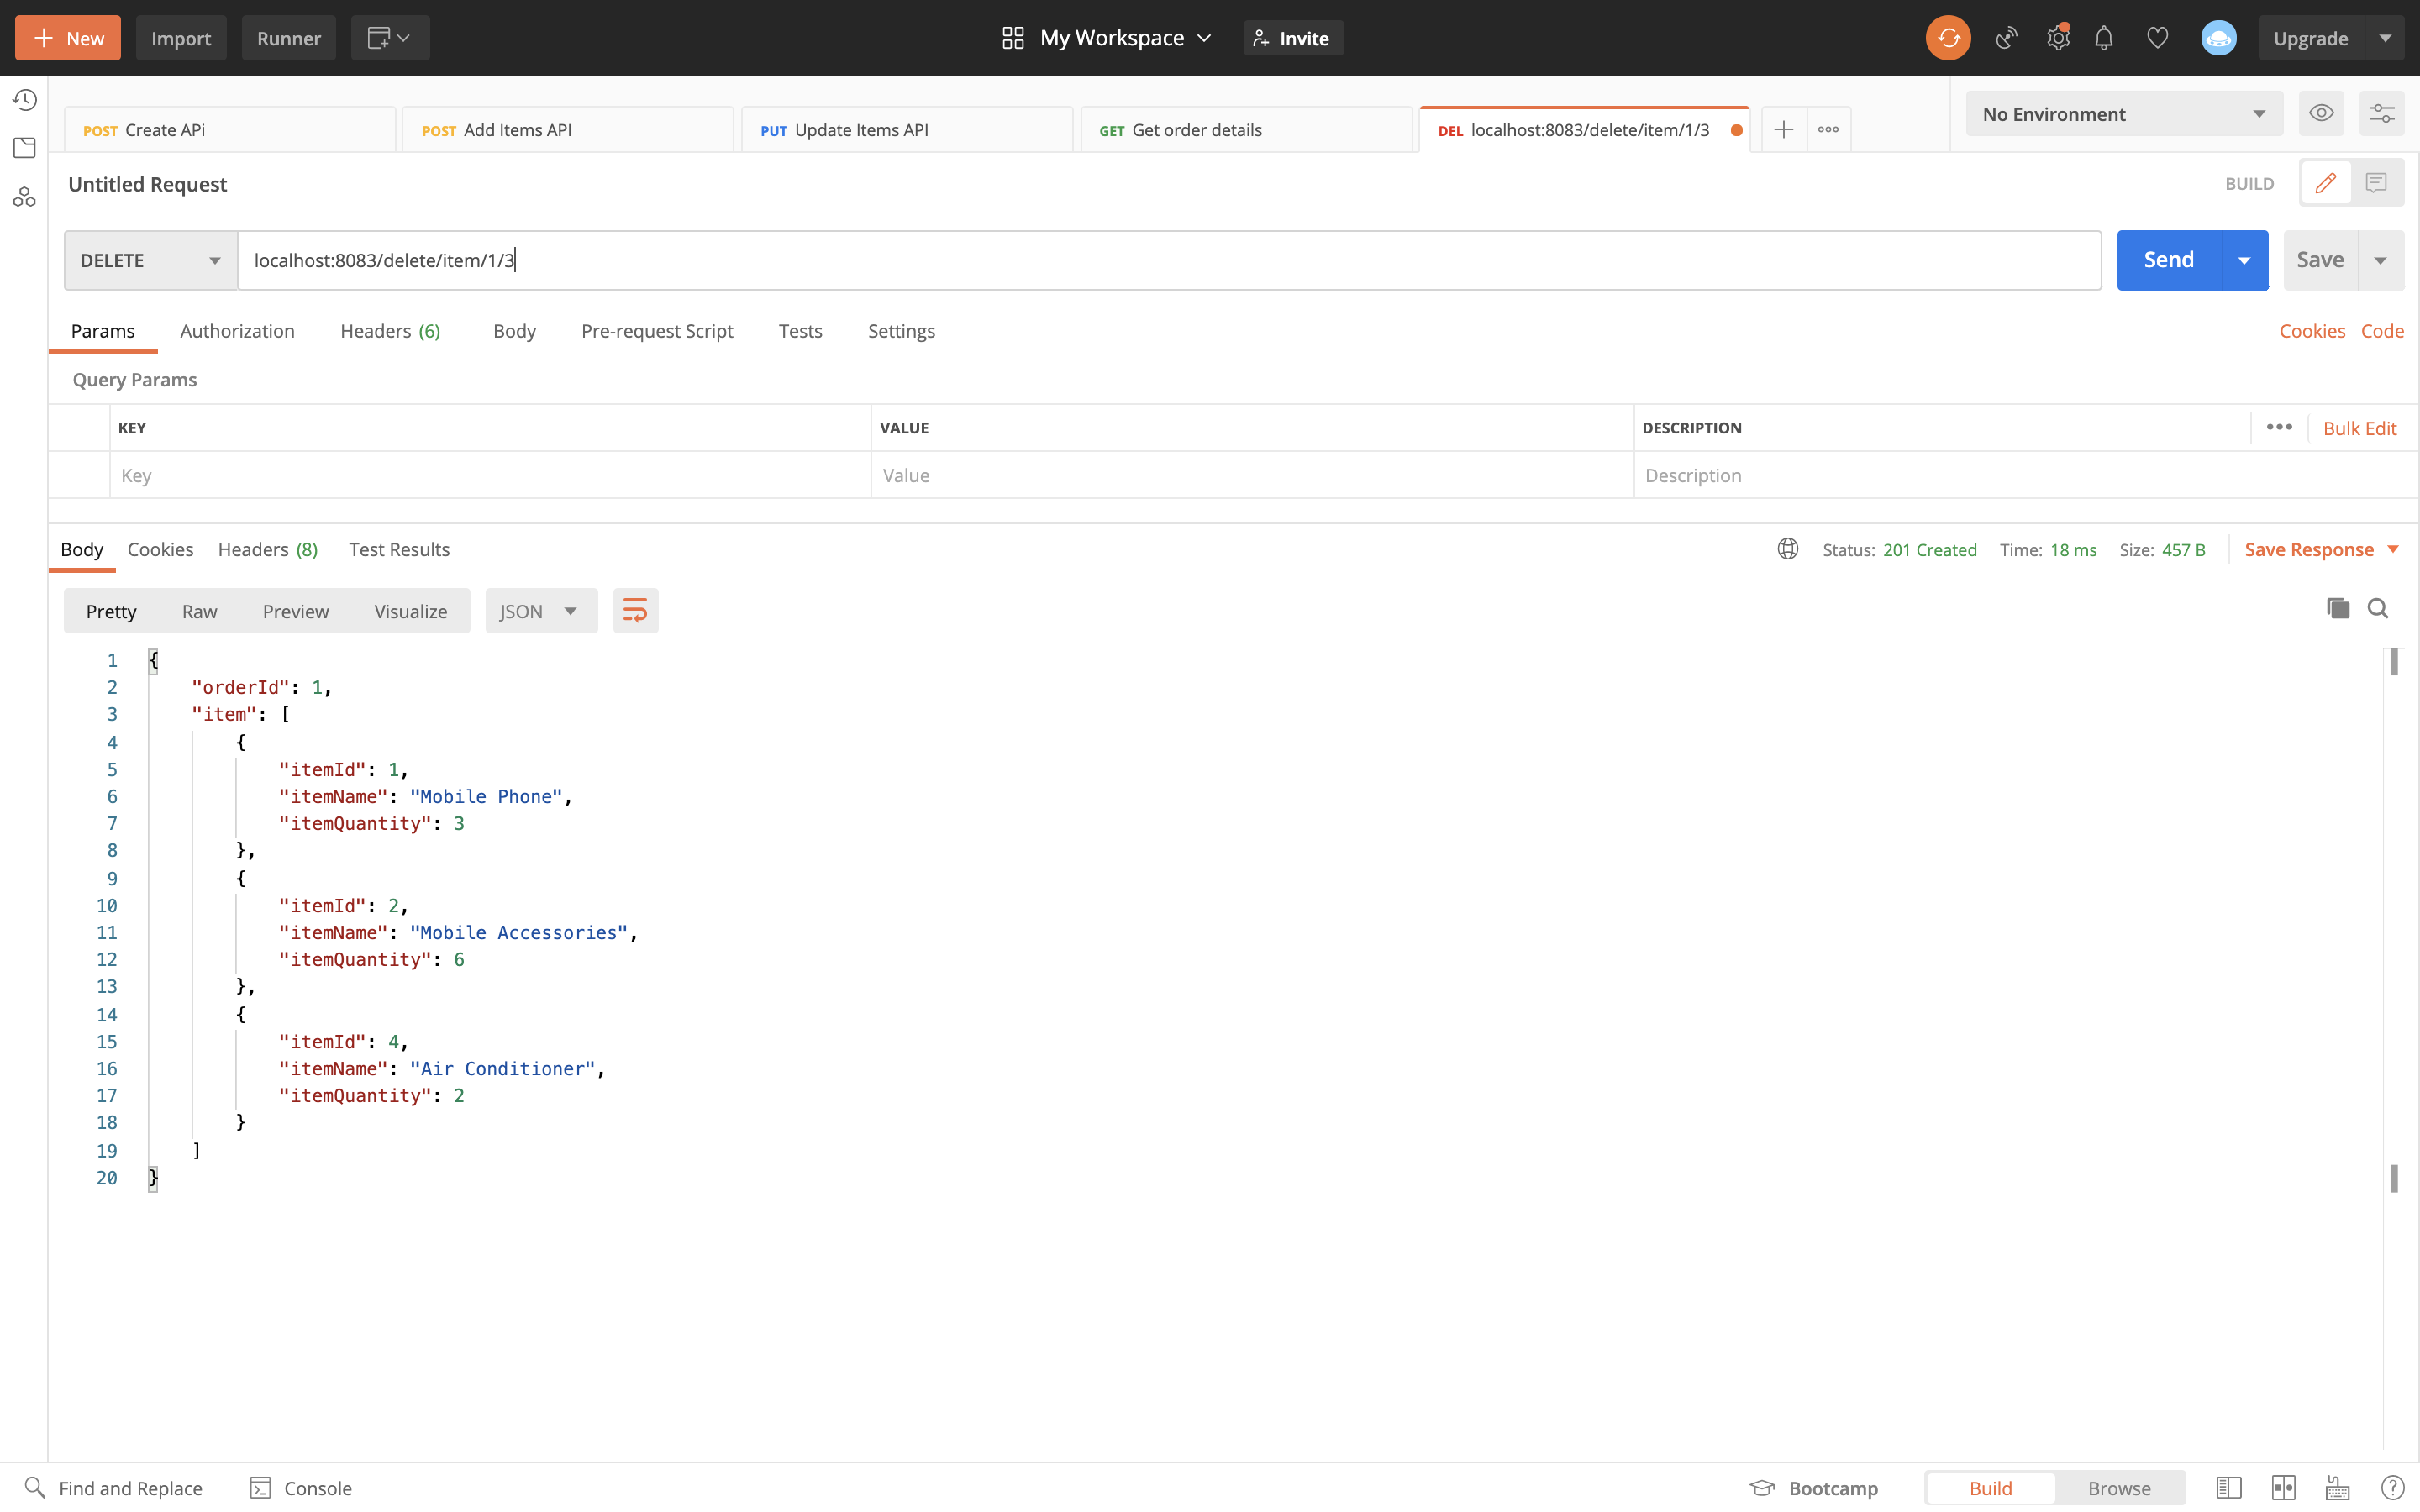 New Import Runner My Workspace Invite Upgrade
POST Create APi POST Add Items API PUT Update Items API GET Get order details DEL localhost:8083/delete/item/1/3 No Environment
Untitled Request BUILD
DELETE localhost:8083/delete/item/1/3 Send Save
Params Authorization Headers (6) Body Pre-request Script Tests Settings Cookies Code
Query Params
KEY VALUE DESCRIPTION Bulk Edit
Key Value Description
Body Cookies Headers (8) Test Results Status: 201 Created Time: 18 ms Size: 457 B Save Response
Pretty Raw Preview Visualize JSON
1 {
2 "orderId": 1,
3 "item": [
4 {
5 "itemId": 1,
6 "itemName": "Mobile Phone",
7 "itemQuantity": 3
8 },
9 {
10 "itemId": 2,
11 "itemName": "Mobile Accessories",
12 "itemQuantity": 6
13 },
14 {
15 "itemId": 4,
16 "itemName": "Air Conditioner",
17 "itemQuantity": 2
18 }
19 ]
20 }
Find and Replace Console Bootcamp Build Browse